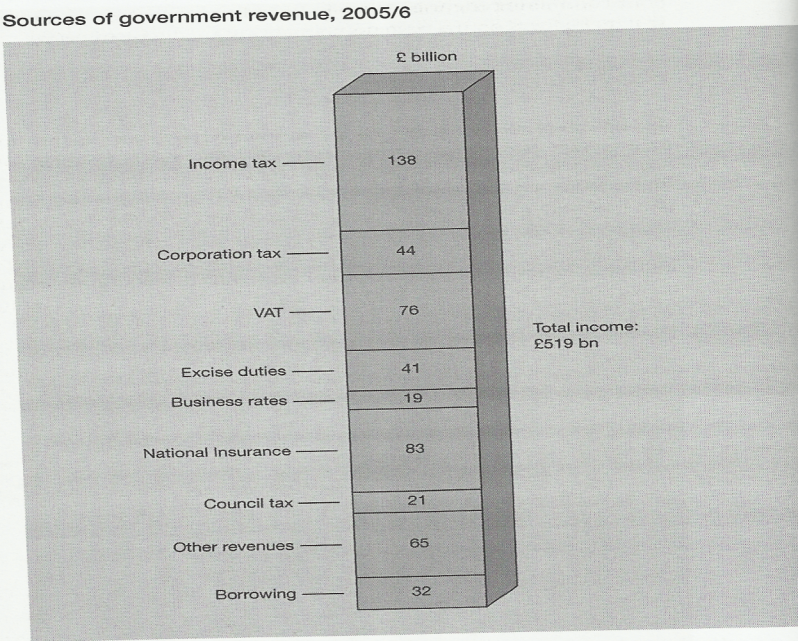 Sources of government revenue, 2005/6
£ billion
Income tax 138
Corporation tax 44
VAT 76
Total income:
£519 bn
Excise duties 41
Business rates 19
National Insurance 83
Council tax 21
Other revenues 65
Borrowing 32